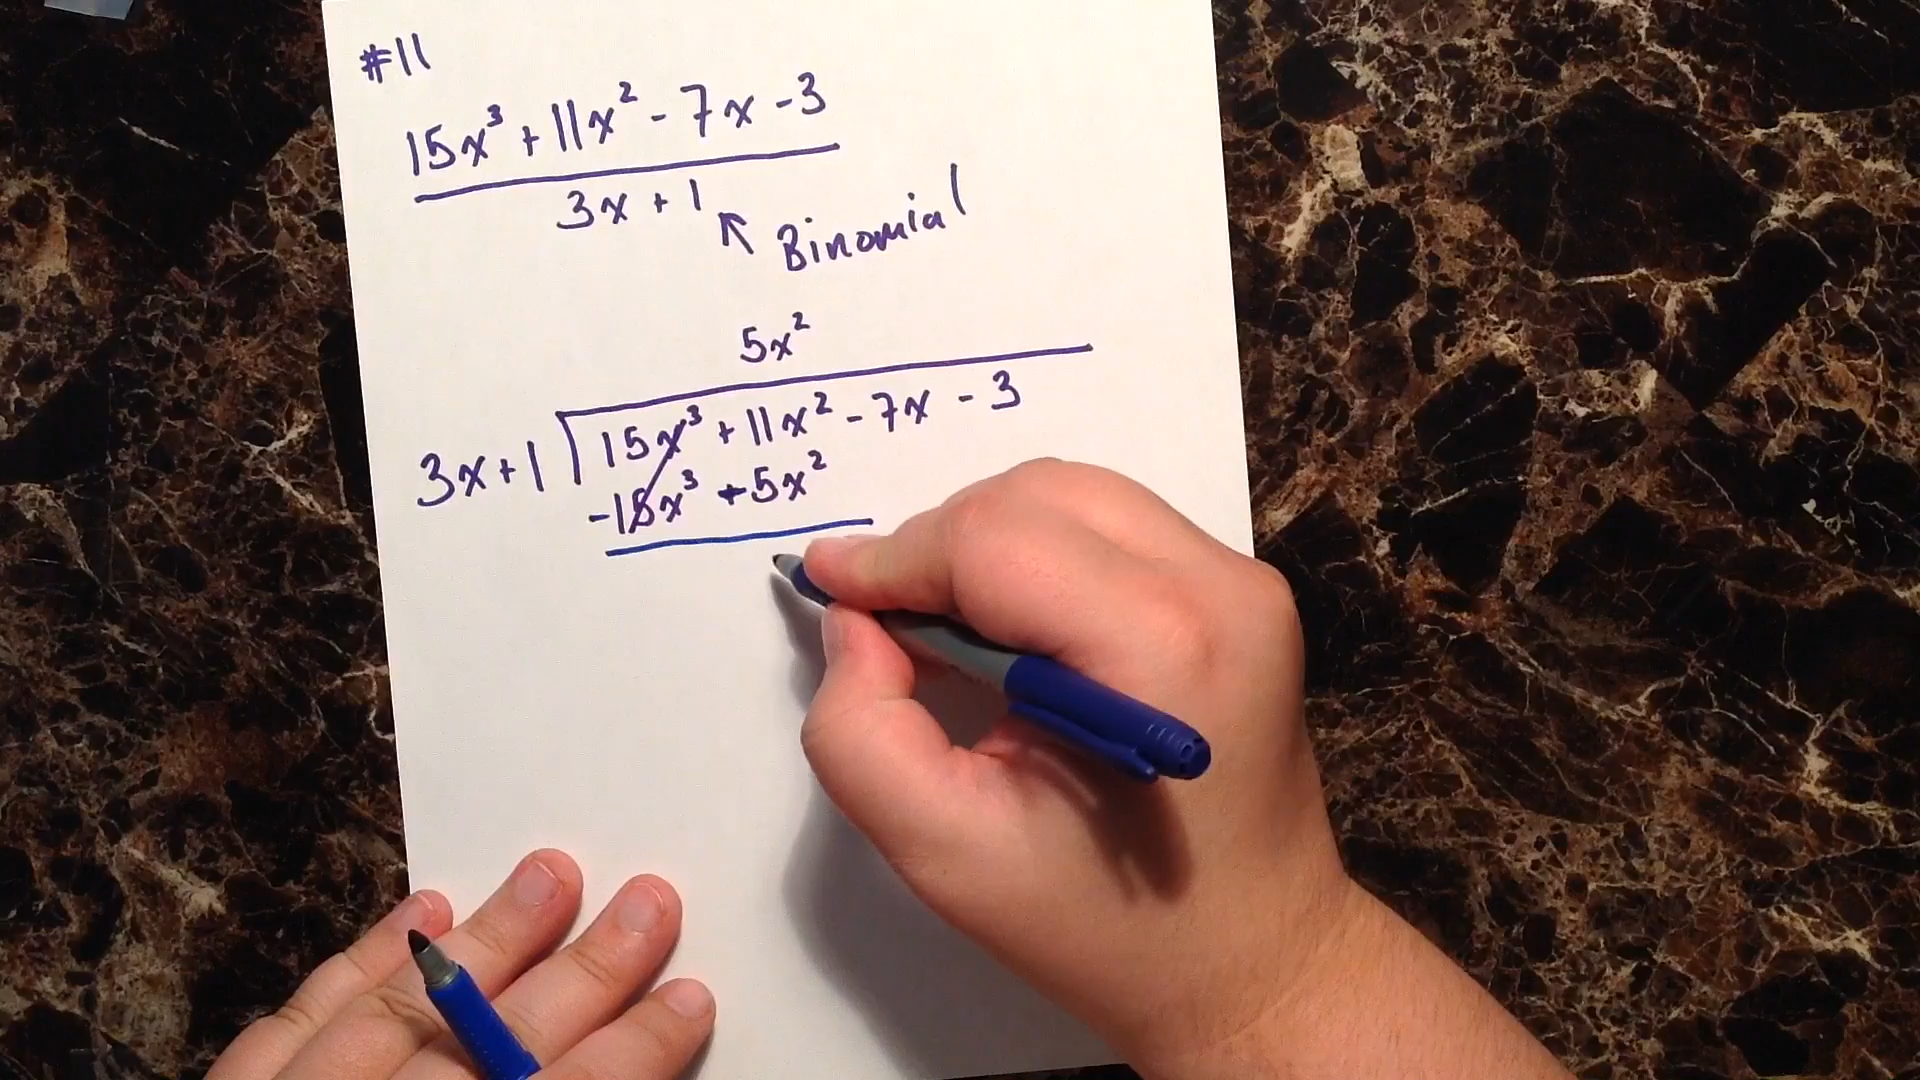 #11
15x³ + 11x² - 7x - 3
3x + 1
Binomial
5x²
3x+1 15x³ + 11x² - 7x - 3
-15x³ -5x²